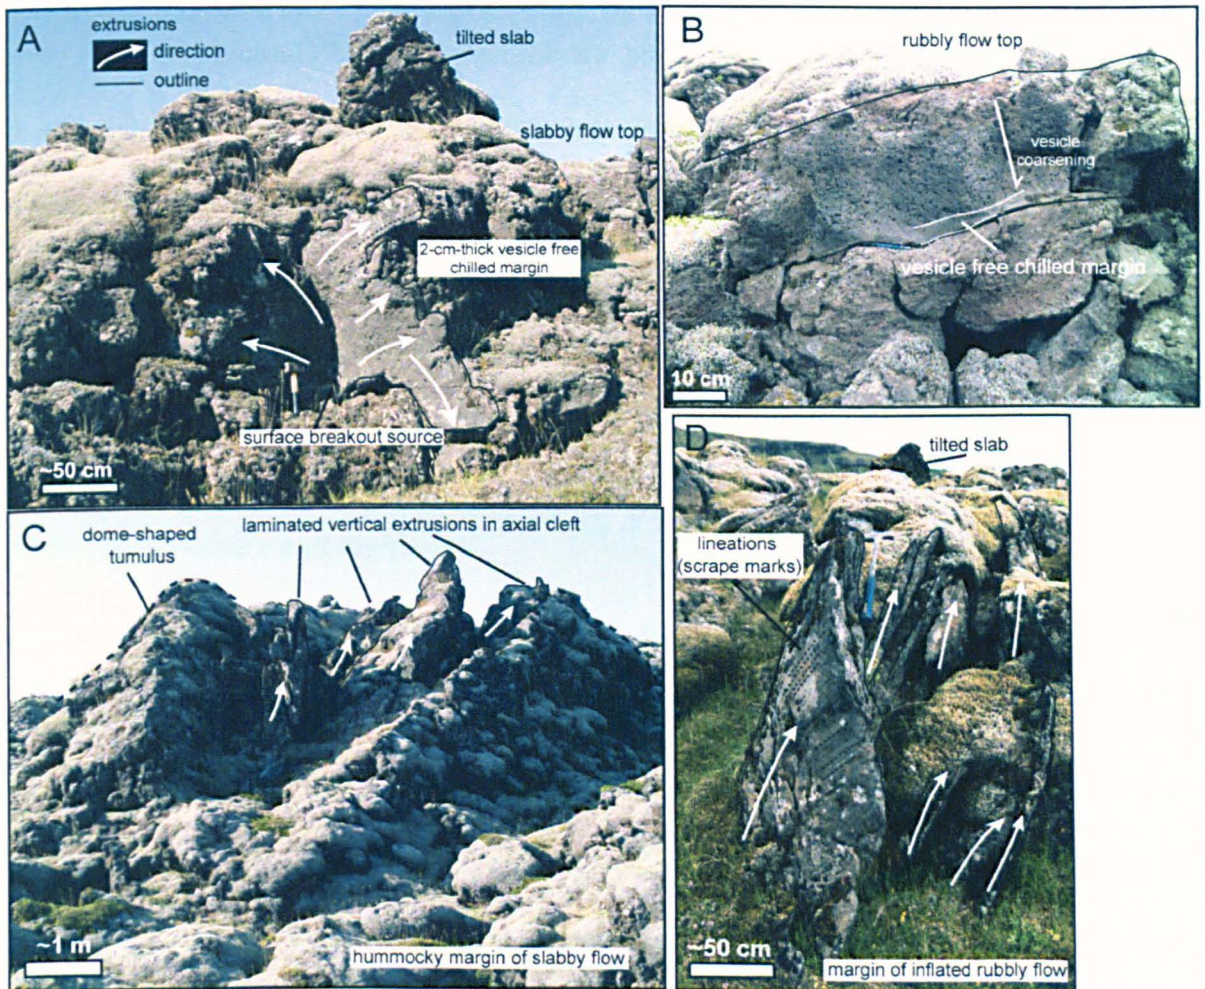 A
extrusions
direction
outline
tilted slab
slabby flow top
2-cm-thick vesicle free
chilled margin
surface breakout source
~50 cm
B
rubbly flow top
vesicle
coarsening
vesicle free chilled margin
10 cm
C
dome-shaped
tumulus
laminated vertical extrusions in axial cleft
~1 m
hummocky margin of slabby flow
D
tilted slab
lineations
(scrape marks)
~50 cm
margin of inflated rubbly flow